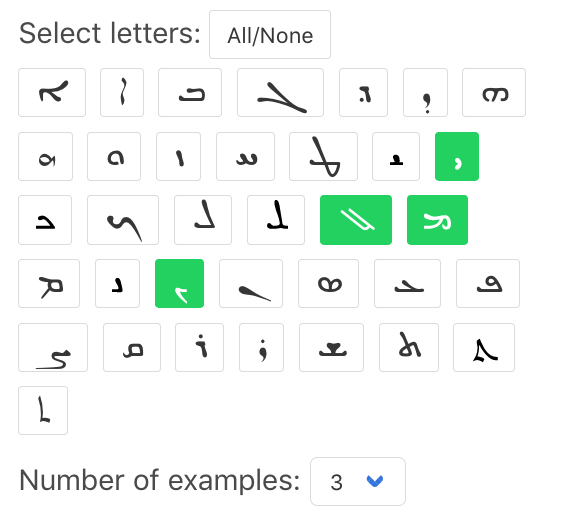 Select letters: All/None
ܐ ܐ ܒ ܓ ܕ ܕ ܗ
ܗ ܘ ܙ ܚ ܛ ܝ ܝ
ܟ ܟ ܠ ܠ ܠ ܡ
ܡ ܢ ܢ ܢ ܣ ܥ ܦ
ܨ ܩ ܪ ܪ ܫ ܬ ܬ
ܬ
Number of examples: 3